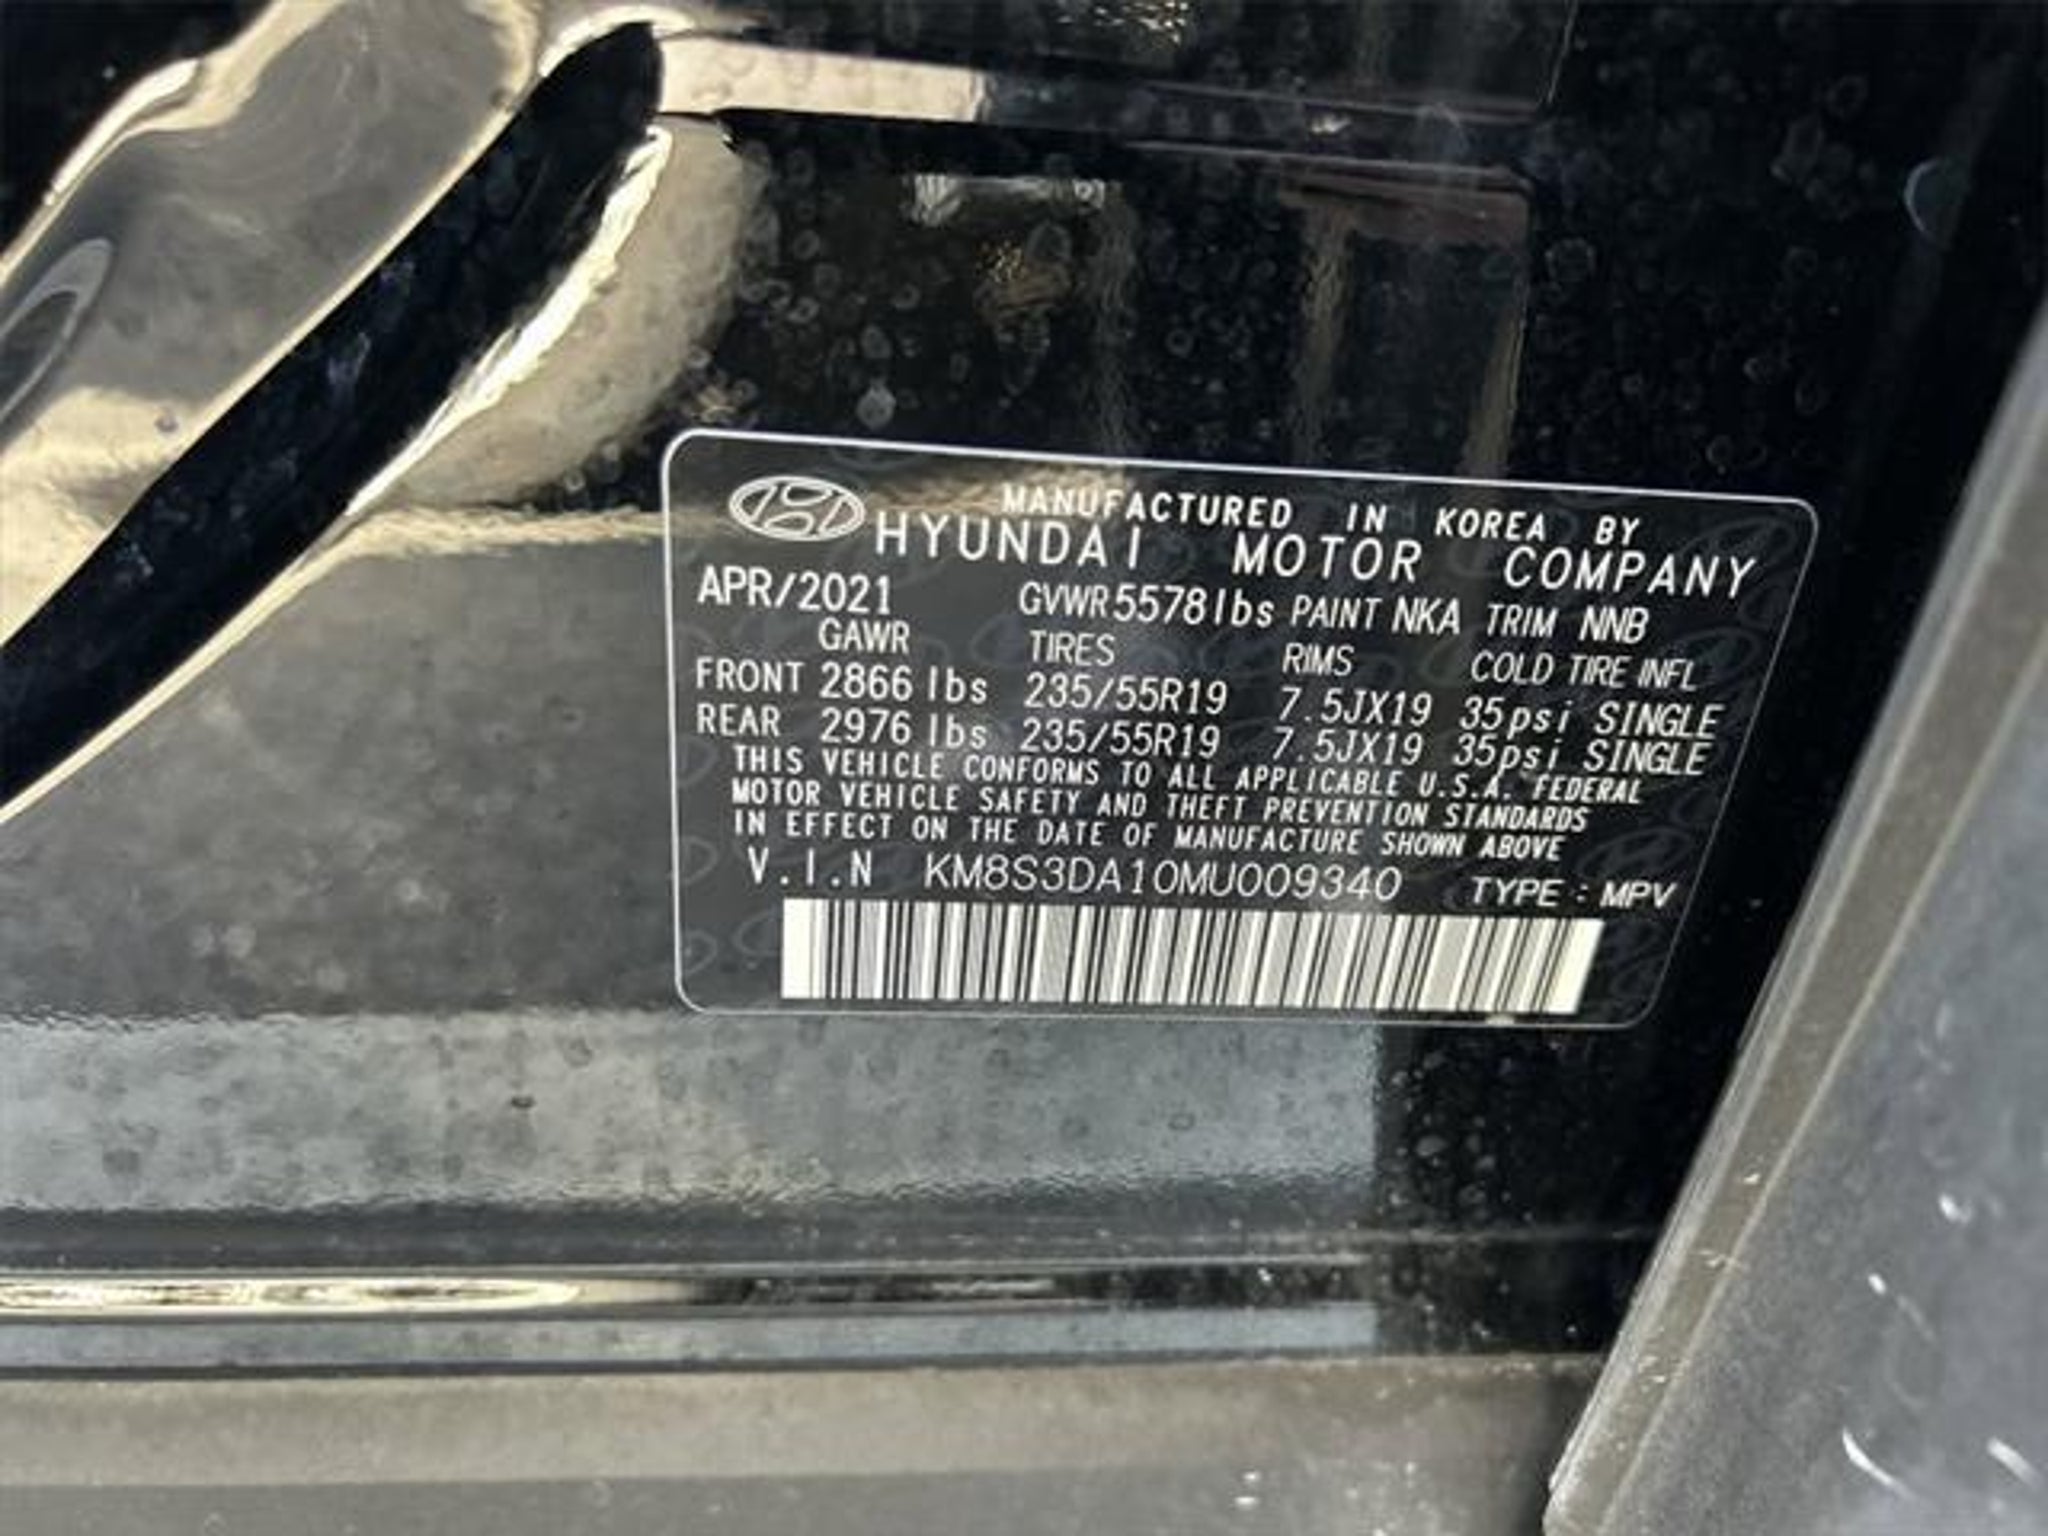 MANUFACTURED IN KOREA BY
HYUNDAI MOTOR COMPANY
APR/2021 GVWR 5578lbs PAINT NKA TRIM NNB
GAWR TIRES RIMS COLD TIRE INFL
FRONT 2866 lbs 235/55R19 7.5JX19 35psi SINGLE
REAR 2976 lbs 235/55R19 7.5JX19 35psi SINGLE
THIS VEHICLE CONFORMS TO ALL APPLICABLE U.S.A. FEDERAL
MOTOR VEHICLE SAFETY AND THEFT PREVENTION STANDARDS
IN EFFECT ON THE DATE OF MANUFACTURE SHOWN ABOVE
V.I.N KM8S3DA10MU009340 TYPE : MPV